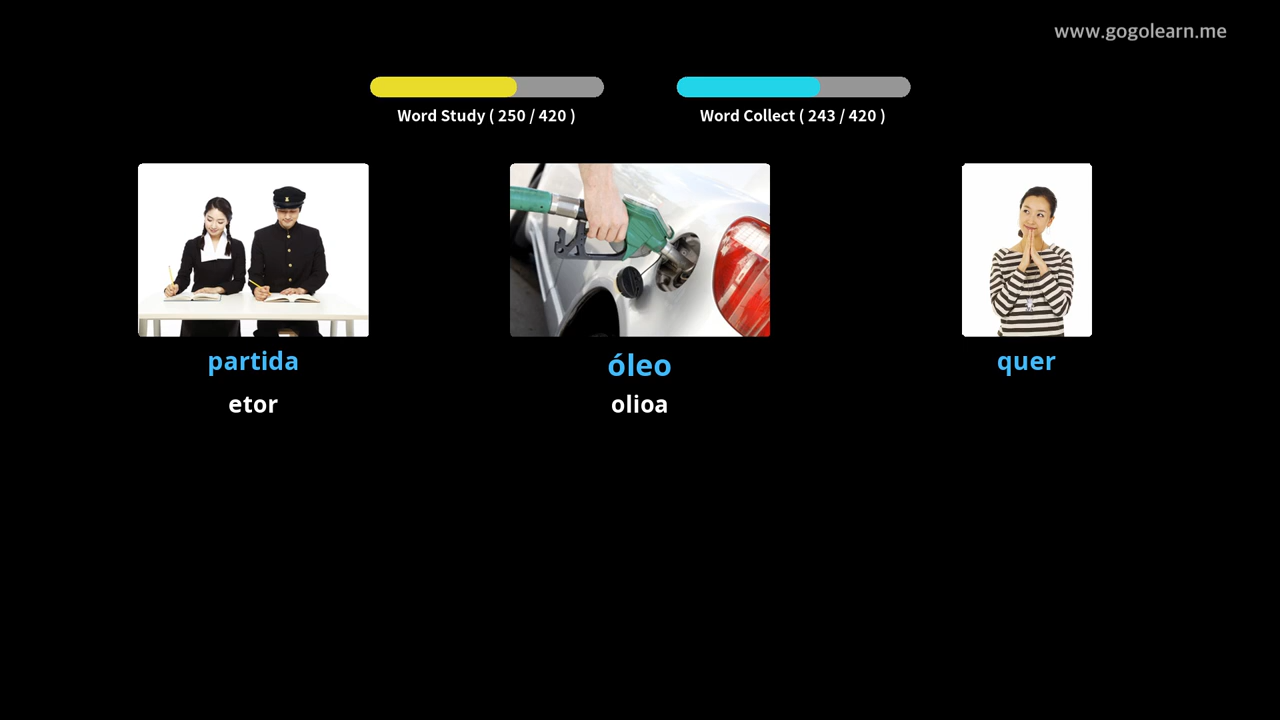 www.gogolearn.me
Word Study ( 250 / 420 )
Word Collect ( 243 / 420 )
partida
óleo
quer
etor
olioa